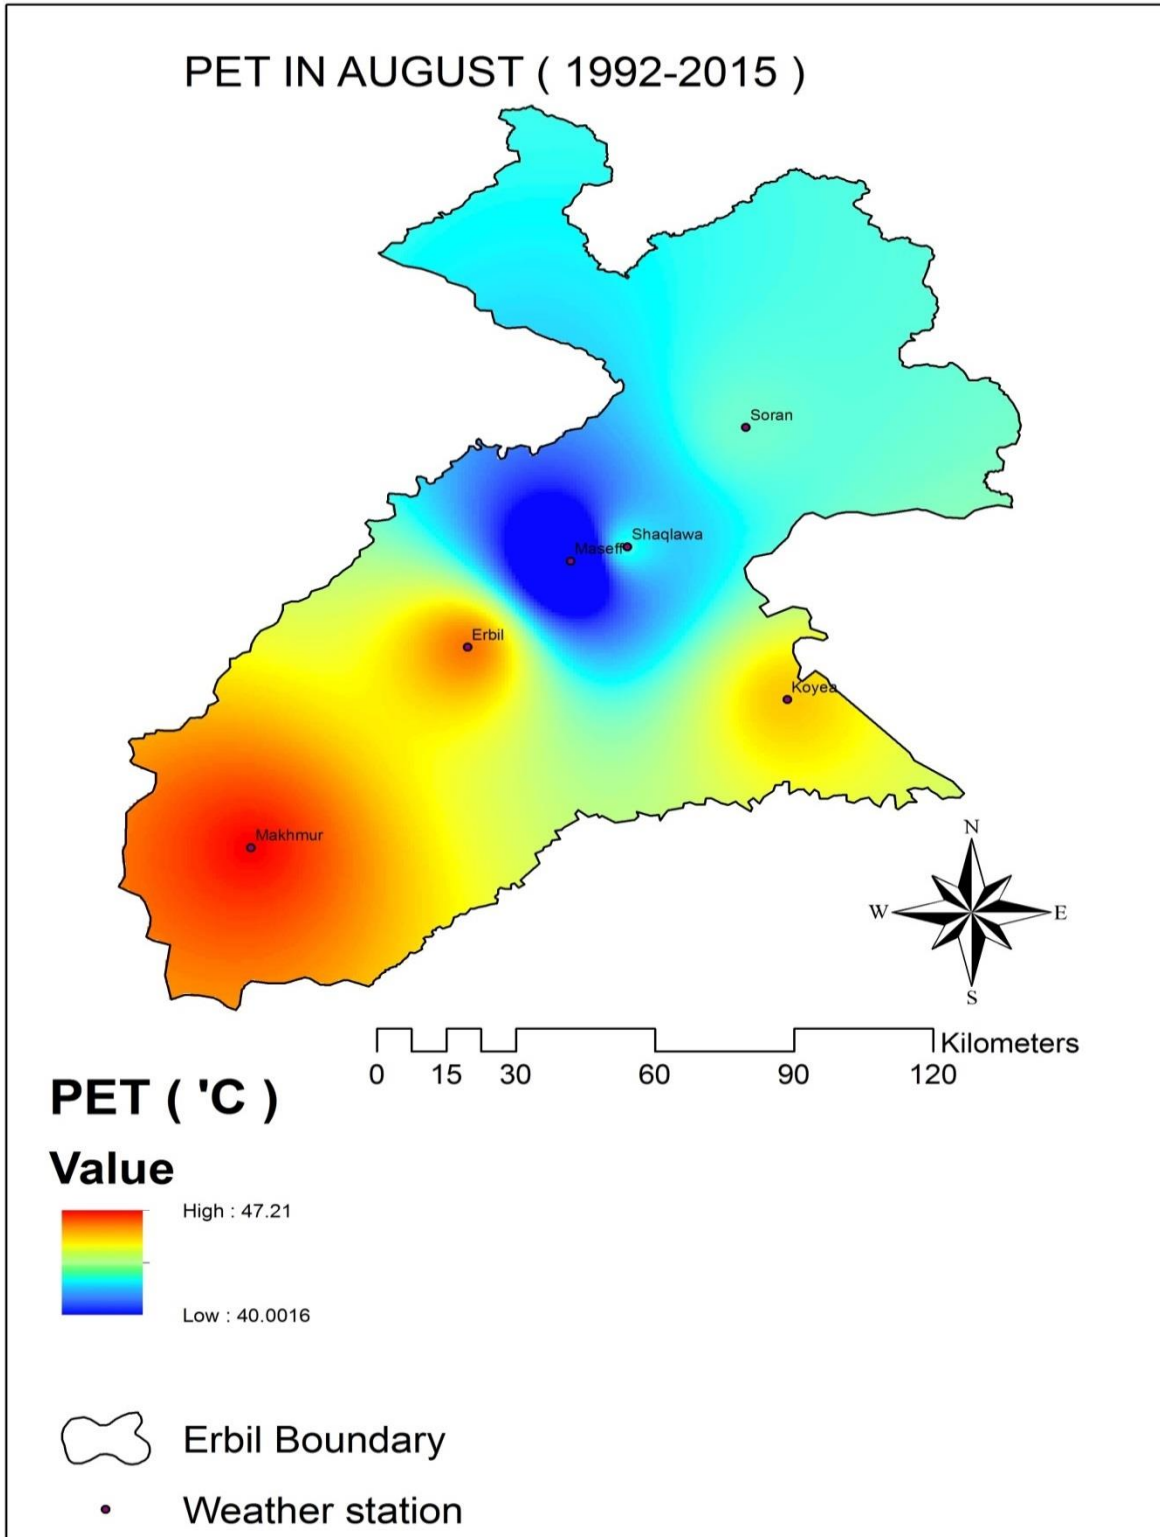 PET IN AUGUST ( 1992-2015 )
Soran
Shaqlawa
Maseff
Erbil
Koyea
Makhmur
N
W E
S
Kilometers
0 15 30 60 90 120
PET ( 'C )
Value
High : 47.21
Low : 40.0016
Erbil Boundary
Weather station